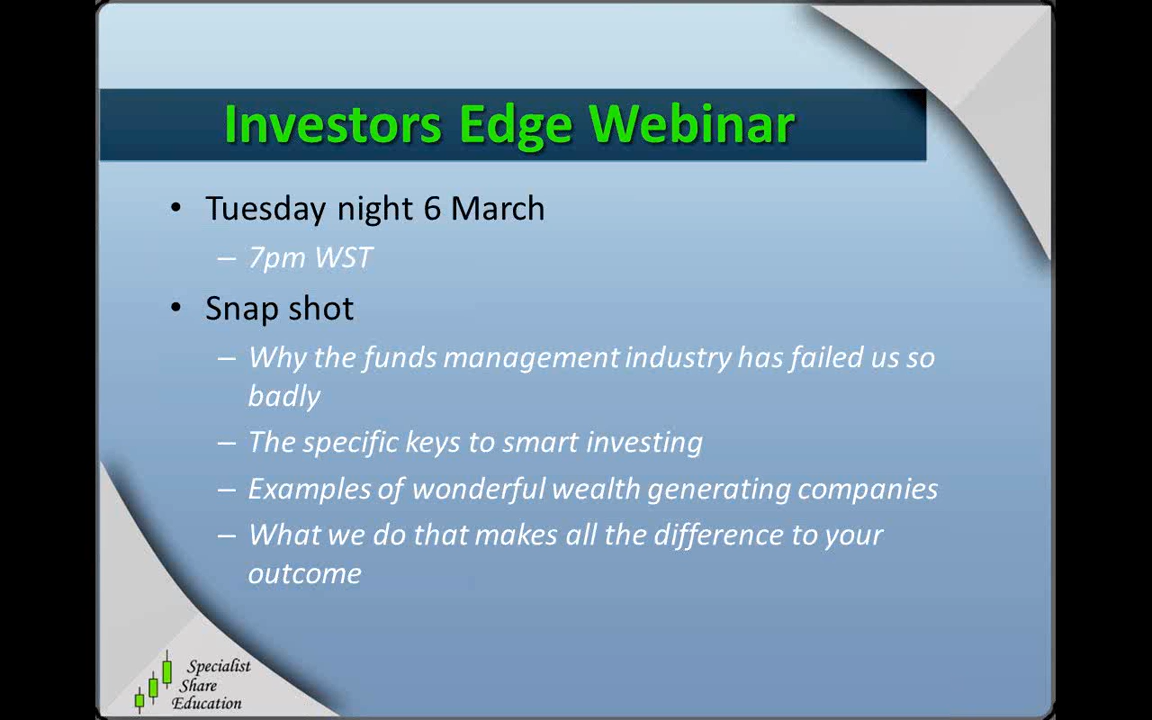 Investors Edge Webinar
• Tuesday night 6 March
– 7pm WST
• Snap shot
– Why the funds management industry has failed us so
badly
– The specific keys to smart investing
– Examples of wonderful wealth generating companies
– What we do that makes all the difference to your
outcome
Specialist
Share
Education